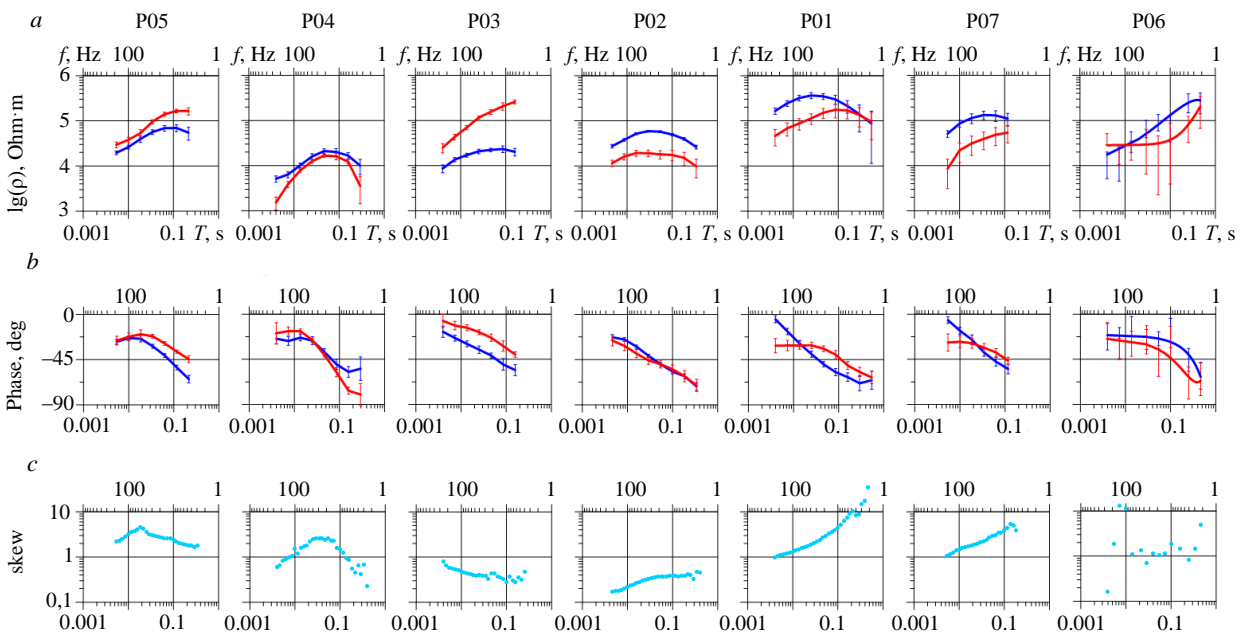 a P05 P04 P03 P02 P01 P07 P06
f, Hz 100 1 f, Hz 100 1 f, Hz 100 1 f, Hz 100 1 f, Hz 100 1 f, Hz 100 1 f, Hz 100 1
6
5
4
3
lg(ρ), Ohm·m
0.001 0.1 T, s 0.001 0.1 T, s 0.001 0.1 T, s 0.001 0.1 T, s 0.001 0.1 T, s 0.001 0.1 T, s 0.001 0.1 T, s
b
100 1 100 1 100 1 100 1 100 1 100 1 100 1
0
-45
–90
Phase, deg
0.001 0.1 0.001 0.1 0.001 0.1 0.001 0.1 0.001 0.1 0.001 0.1 0.001 0.1
c
100 1 100 1 100 1 100 1 100 1 100 1 100 1
10
1
0,1
skew
0.001 0.1 0.001 0.1 0.001 0.1 0.001 0.1 0.001 0.1 0.001 0.1 0.001 0.1